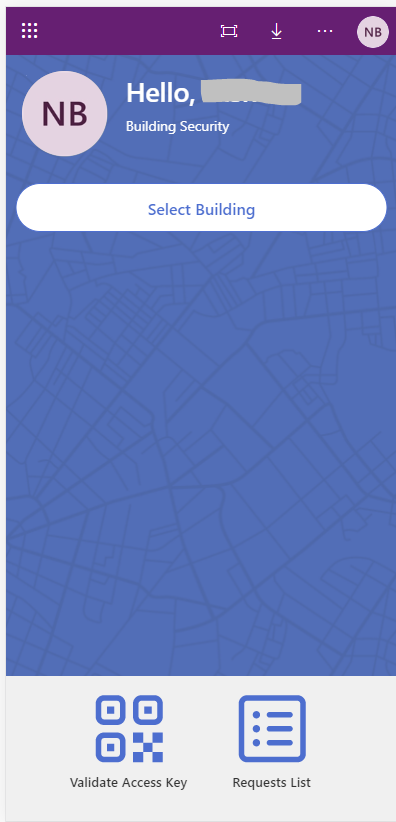 NB
NB
Hello,
Building Security
Select Building
Validate Access Key
Requests List